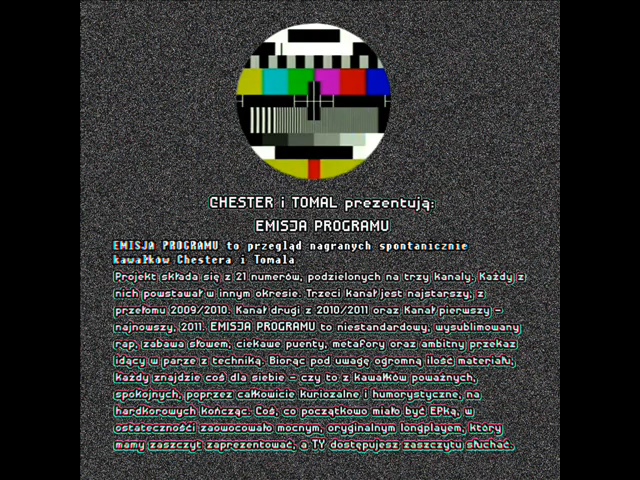 CHESTER i TOMAL prezentują:
EMISJA PROGRAMU
EMISJA PROGRAMU to przegląd nagranych spontanicznie
kawałków Chestera i Tomala
Projekt składa się z 21 numerów, podzielonych na trzy kanały. Każdy z
nich powstawał w innym okresie. Trzeci Kanał jest najstarszy, z
przełomu 2009/2010. Kanał drugi z 2010/2011 oraz Kanał pierwszy -
najnowszy, 2011. EMISJA PROGRAMU to niestandardowy, wysublimowany
rap, zabawa słowem, ciekawe puenty, metafory oraz ambitny przekaz
idący w parze z techniką. Biorąc pod uwagę ogromną ilość materiału,
każdy znajdzie coś dla siebie - czy to z kawałków poważnych,
spokojnych, poprzez całkowicie kuriozalne i humorystyczne, na
hardkorowych kończąc. Coś, co początkowo miało być EPką, w
ostateczności zaowocowało mocnym, oryginalnym longplayem, który
mamy zaszczyt zaprezentować, a TY dostępujesz zaszczytu słuchać.